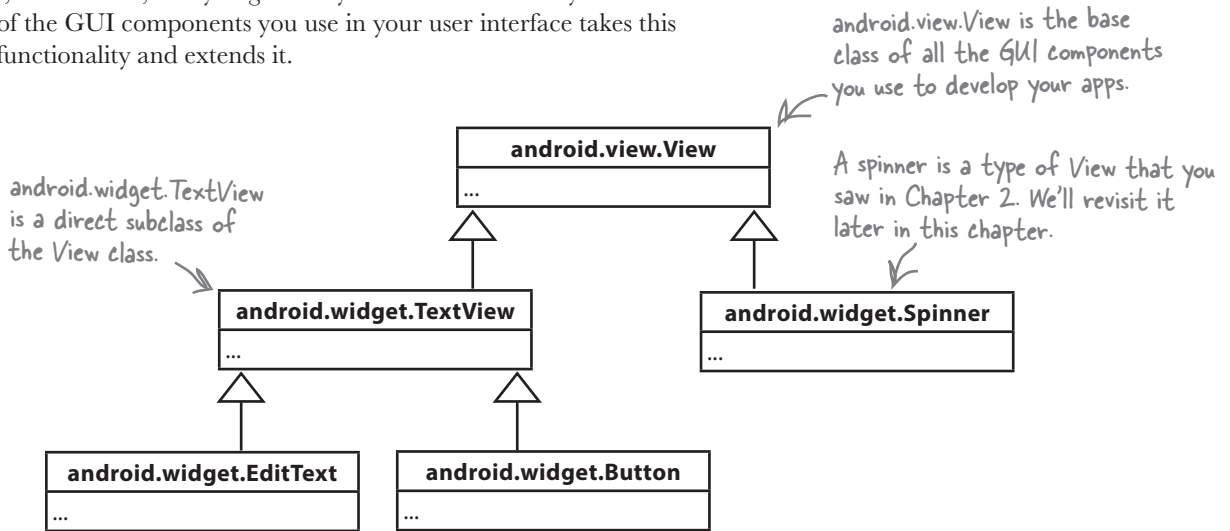 of the GUI components you use in your user interface takes this
functionality and extends it.
android.view.View is the base
class of all the GUI components
you use to develop your apps.
android.view.View
...
A spinner is a type of View that you
saw in Chapter 2. We'll revisit it
later in this chapter.
android.widget.TextView
is a direct subclass of
the View class.
android.widget.TextView
...
android.widget.Spinner
...
android.widget.EditText
...
android.widget.Button
...